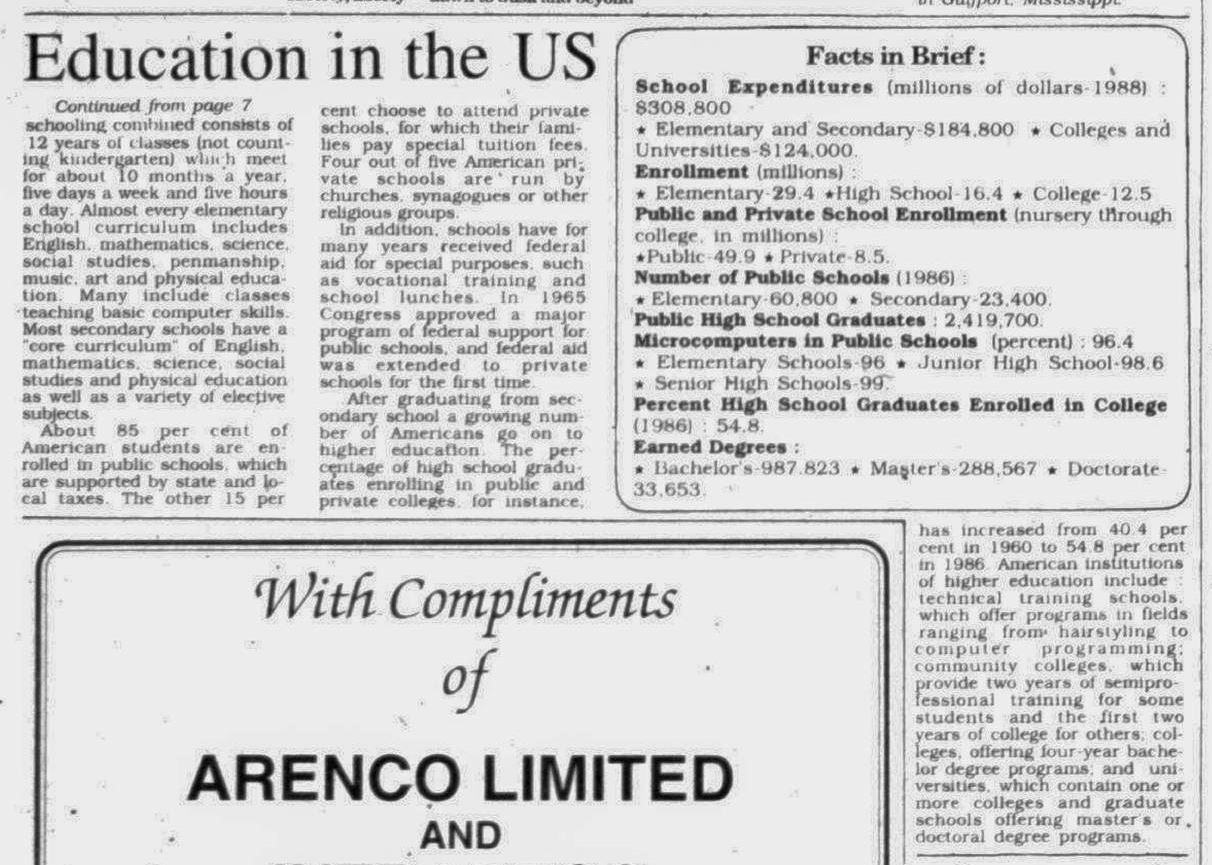 Education in the US
Continued from page 7
schooling combined consists of
12 years of classes (not count-
ing kindergarten) which meet
for about 10 months a year,
five days a week and five hours
a day. Almost every elementary
school curriculum includes
English, mathematics, science,
social studies, penmanship,
music, art and physical educa-
tion. Many include classes
teaching basic computer skills.
Most secondary schools have a
"core curriculum" of English,
mathematics, science, social
studies and physical education
as well as a variety of elective
subjects.
About 85 per cent of
American students are en-
rolled in public schools, which
are supported by state and lo-
cal taxes. The other 15 per
cent choose to attend private
schools, for which their fami-
lies pay special tuition fees.
Four out of five American pri-
vate schools are run by
churches, synagogues or other
religious groups.
In addition, schools have for
many years received federal
aid for special purposes, such
as vocational training and
school lunches. In 1965
Congress approved a major
program of federal support for
public schools, and federal aid
was extended to private
schools for the first time.
After graduating from sec-
ondary school a growing num-
ber of Americans go on to
higher education. The per-
centage of high school gradu-
ates enrolling in public and
private colleges, for instance,
has increased from 40.4 per
cent in 1960 to 54.8 per cent
in 1986. American institutions
of higher education include :
technical training schools,
which offer programs in fields
ranging from hairstyling to
computer programming;
community colleges, which
provide two years of semipro-
fessional training for some
students and the first two
years of college for others; col-
leges, offering four-year bache-
lor degree programs; and uni-
versities, which contain one or
more colleges and graduate
schools offering master's or
doctoral degree programs.
in Gulfport, Mississippi.
Facts in Brief :
School Expenditures (millions of dollars-1988) :
$308,800
★ Elementary and Secondary-$184,800 ★ Colleges and
Universities-$124,000.
Enrollment (millions) :
★ Elementary-29.4 ★High School-16.4 ★ College-12.5
Public and Private School Enrollment (nursery through
college, in millions) :
★Public-49.9 ★ Private-8.5.
Number of Public Schools (1986) :
★ Elementary-60,800 ★ Secondary-23,400.
Public High School Graduates : 2,419,700.
Microcomputers in Public Schools (percent) : 96.4
★ Elementary Schools-96 ★ Junior High School-98.6
★ Senior High Schools-99.
Percent High School Graduates Enrolled in College
(1986) : 54.8.
Earned Degrees :
★ Bachelor's-987.823 ★ Master's-288,567 ★ Doctorate-
33,653.
With Compliments
of
ARENCO LIMITED
AND